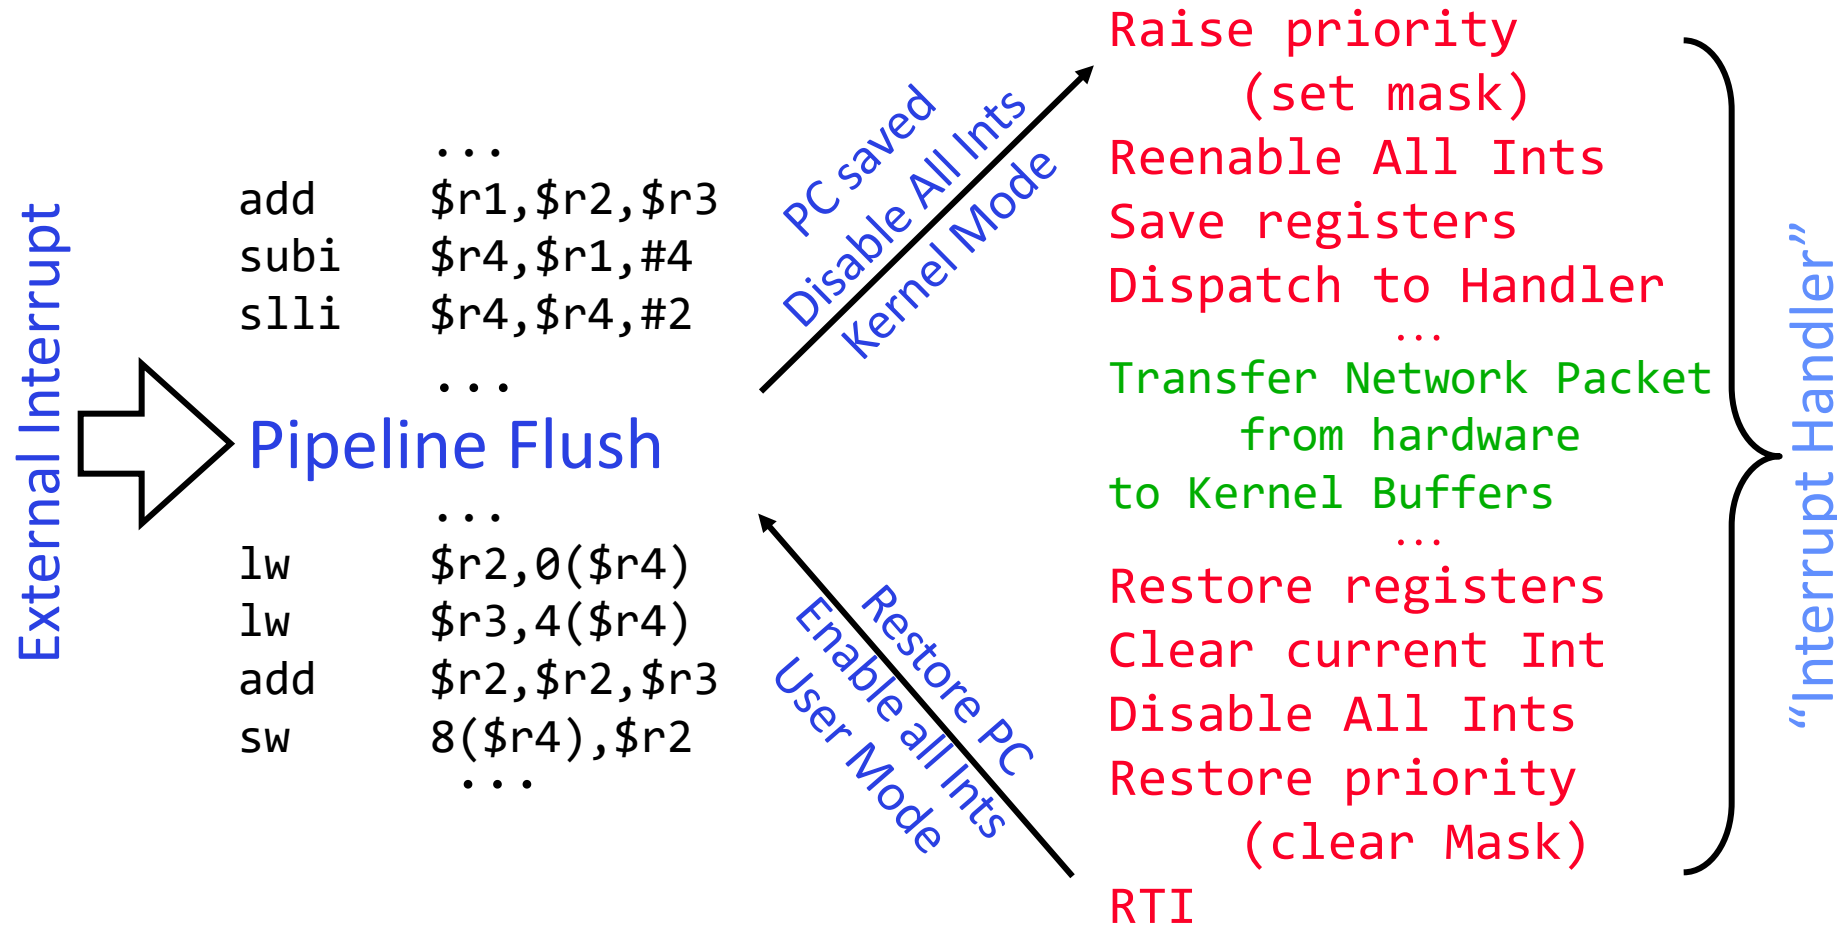 External Interrupt
...
add $r1,$r2,$r3
subi $r4,$r1,#4
slli $r4,$r4,#2
...
Pipeline Flush
...
lw $r2,0($r4)
lw $r3,4($r4)
add $r2,$r2,$r3
sw 8($r4),$r2
...
PC saved
Disable All Ints
Kernel Mode
Raise priority
(set mask)
Reenable All Ints
Save registers
Dispatch to Handler
...
Transfer Network Packet
from hardware
to Kernel Buffers
...
Restore registers
Clear current Int
Disable All Ints
Restore priority
(clear Mask)
RTI
Restore PC
Enable all Ints
User Mode
“Interrupt Handler”